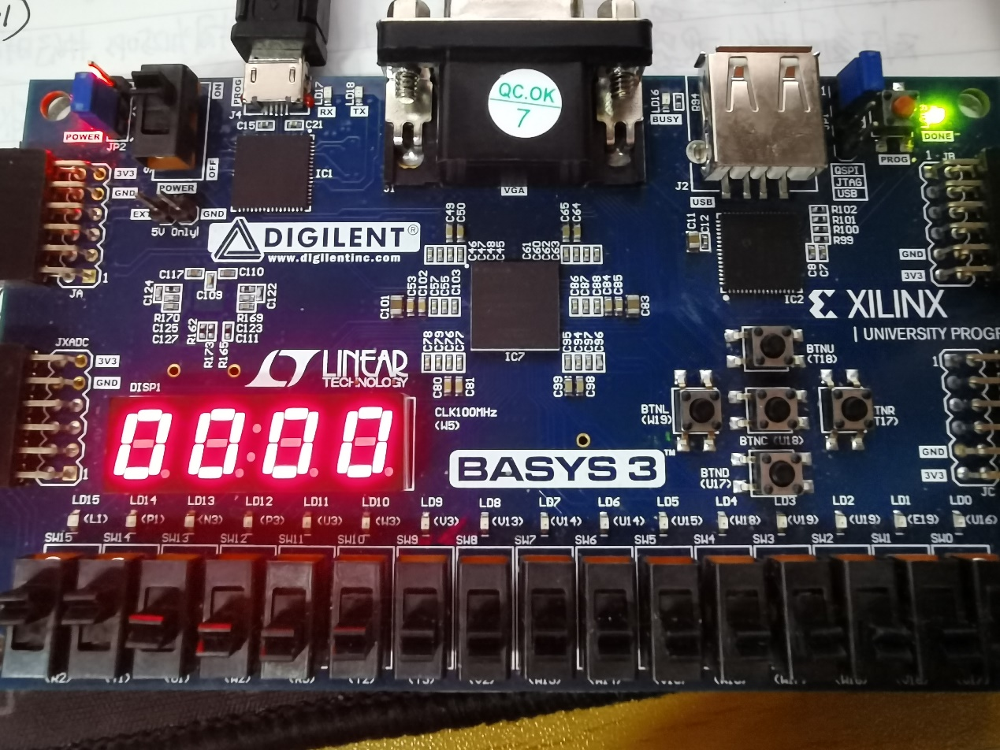 PROG
ON
J4
LD17
RX
LD18
TX
QC.OK
7
LD16
BUSY
R94
POWER
JP2
C15
C21
OFF
IC1
J1
VGA
J2
USB
DONE
PROG
QSPI
JTAG
USB
1
JB
3V3
GND
POWER
EXT
GND
5V Only!
DIGILENT®
www.digilentinc.com
1
JA
C49
C50
C65
C64
C46
C47
C48
C45
C61
C60
C62
C63
C11
C12
R102
R101
R100
R99
C8
C7
GND
3V3
IC2
C117
C110
C109
C124
C122
R170
C125
C127
R169
C123
C111
R162
R173
R165
C101
C53
C102
C57
C55
C103
C86
C87
C88
C84
C85
C83
C78
C79
C76
C77
C95
C94
C97
C96
C80
C81
C99
C98
IC7
XILINX
UNIVERSITY PROGR
JXADC
3V3
GND
1
LINEAR
TECHNOLOGY
DISP1
0000
CLK100MHz
(W5)
BTNU
(T18)
BTNL
(W19)
BTNC (U18)
TNR
T17)
BTND
(U17)
1
GND
3V3
JC
BASYS 3™
LD15 LD14 LD13 LD12 LD11 LD10 LD9 LD8 LD7 LD6 LD5 LD4 LD3 LD2 LD1 LD0
(L1) (P1) (N3) (P3) (U3) (W3) (V3) (V13) (V14) (U14) (U15) (W18) (V19) (U19) (E19) (U16)
SW15 SW14 SW13 SW12 SW11 SW10 SW9 SW8 SW7 SW6 SW5 SW4 SW3 SW2 SW1 SW0